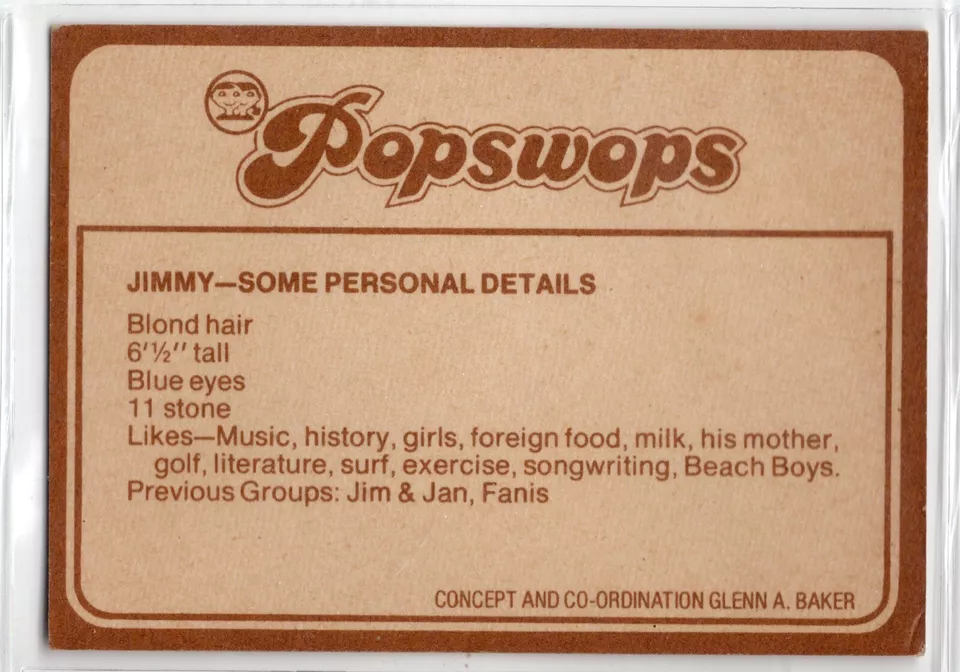 Popswops
JIMMY—SOME PERSONAL DETAILS
Blond hair
6'½" tall
Blue eyes
11 stone
Likes—Music, history, girls, foreign food, milk, his mother,
golf, literature, surf, exercise, songwriting, Beach Boys.
Previous Groups: Jim & Jan, Fanis
CONCEPT AND CO-ORDINATION GLENN A. BAKER